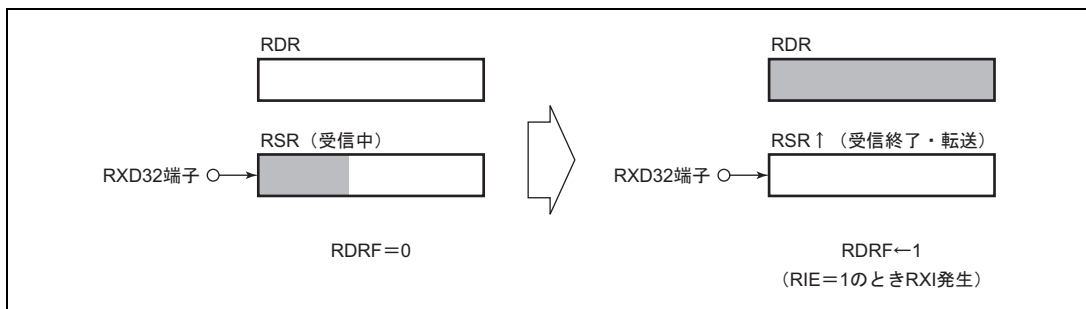 RDR
RSR（受信中）
RXD32端子
RDRF＝0
RDR
RSR↑（受信終了・転送）
RXD32端子
RDRF←1
（RIE＝1のときRXI発生）